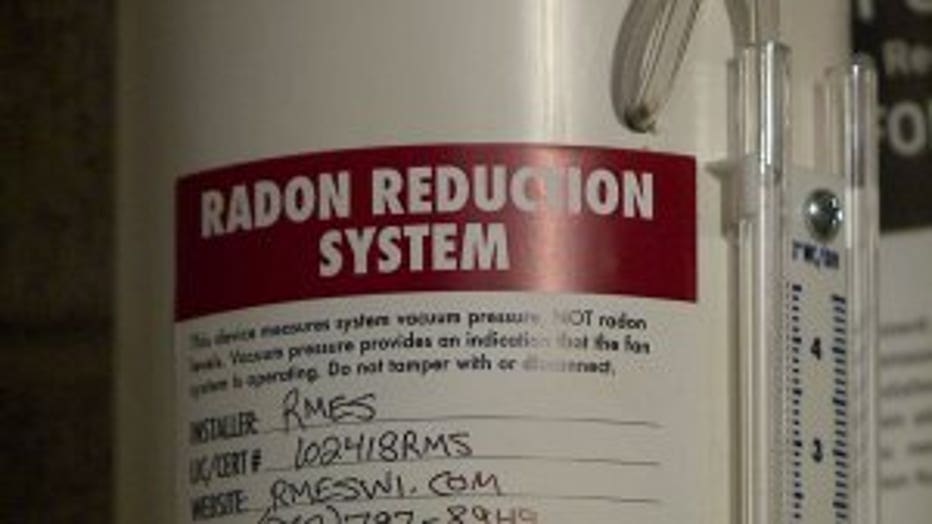 RADON REDUCTION
SYSTEM
This device measures system vacuum pressure, NOT radon
levels. Vacuum pressure provides an indication that the fan
system is operating. Do not tamper with or disconnect.
INSTALLER: RMES
LIC/CERT # 102418RMS
WEBSITE: RMESWI.COM
4
3